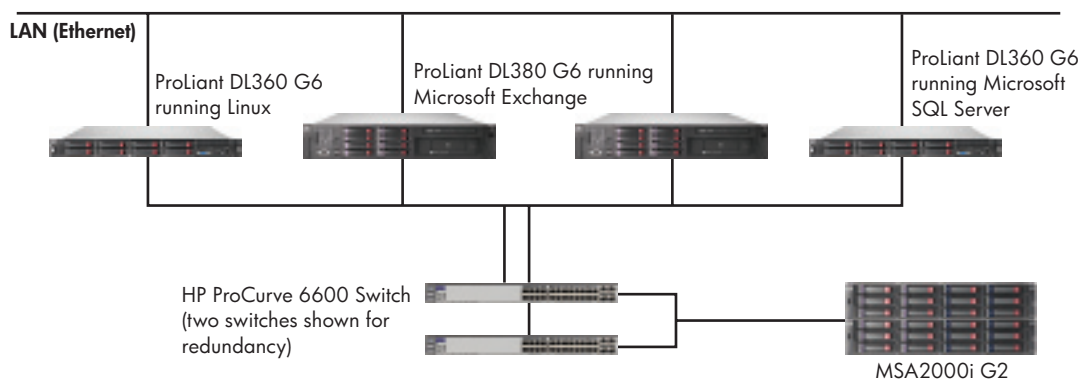 LAN (Ethernet)
ProLiant DL360 G6
running Linux
ProLiant DL380 G6 running
Microsoft Exchange
ProLiant DL360 G6
running Microsoft
SQL Server
HP ProCurve 6600 Switch
(two switches shown for
redundancy)
MSA2000i G2